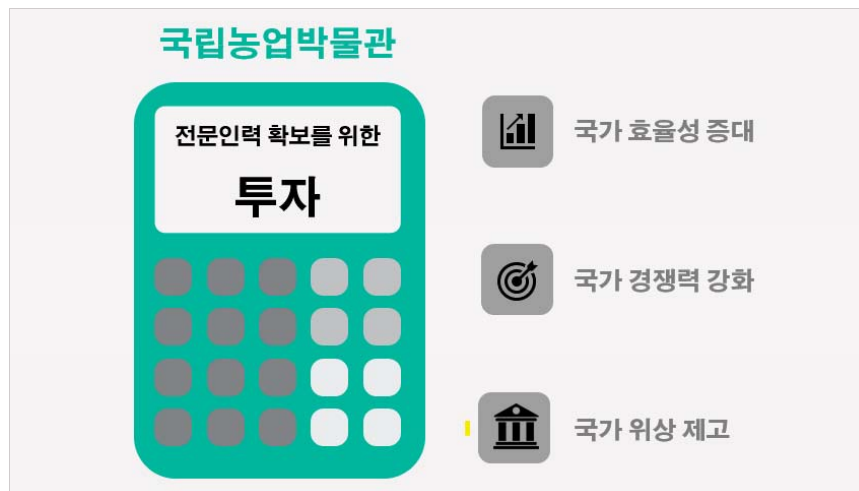 국립농업박물관
전문인력 확보를 위한
투자
국가 효율성 증대
국가 경쟁력 강화
국가 위상 제고